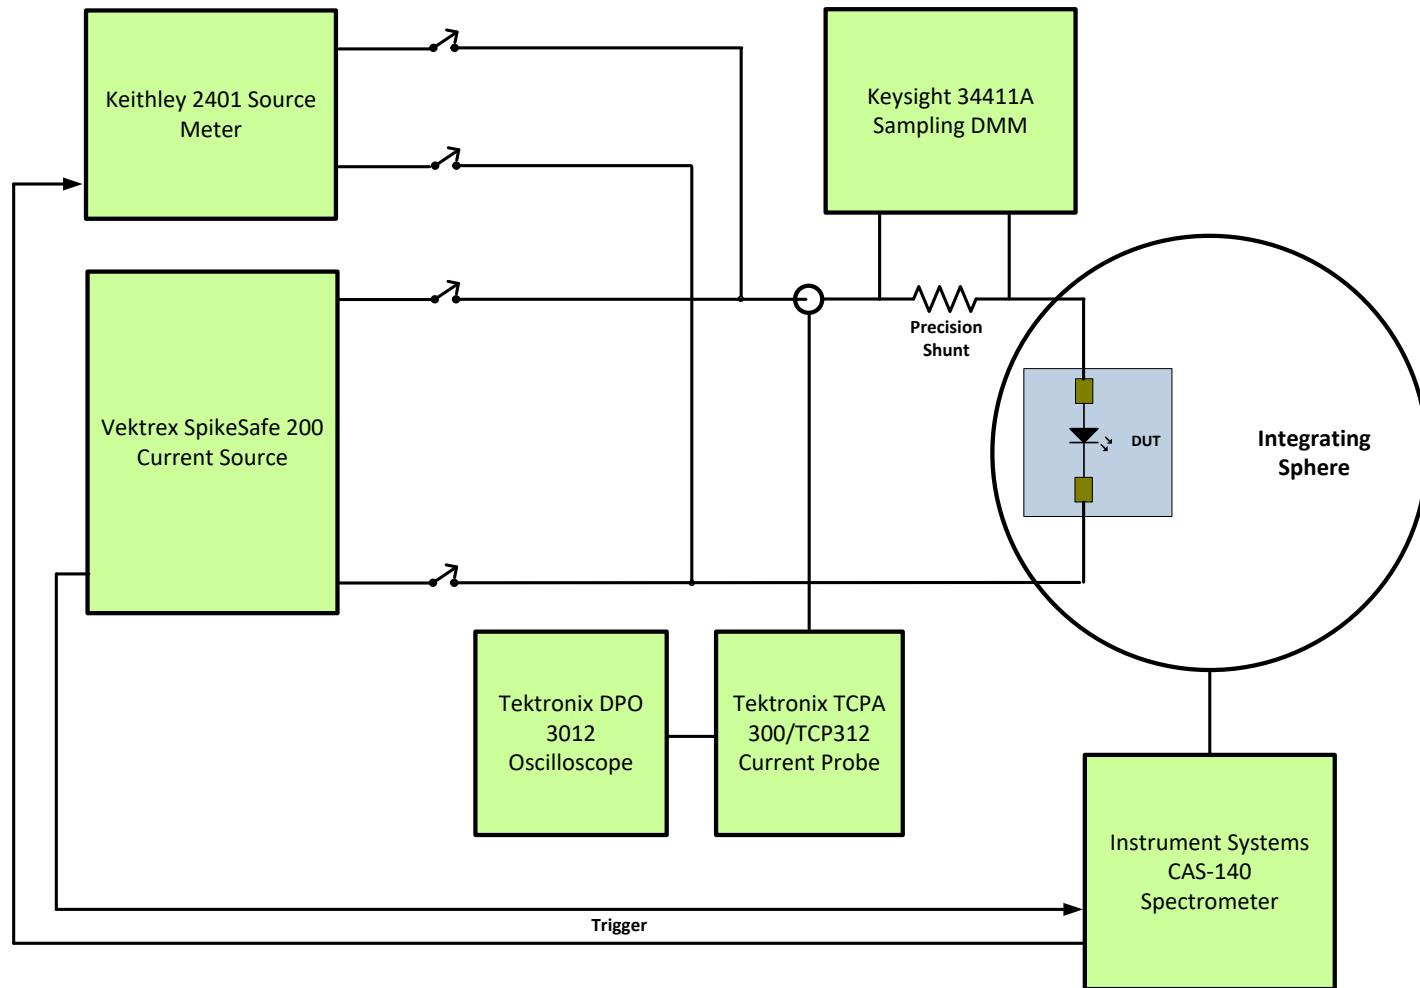 Keithley 2401 Source
Meter
Keysight 34411A
Sampling DMM
Vektrex SpikeSafe 200
Current Source
Precision
Shunt
DUT
Integrating
Sphere
Tektronix DPO
3012
Oscilloscope
Tektronix TCPA
300/TCP312
Current Probe
Instrument Systems
CAS-140
Spectrometer
Trigger